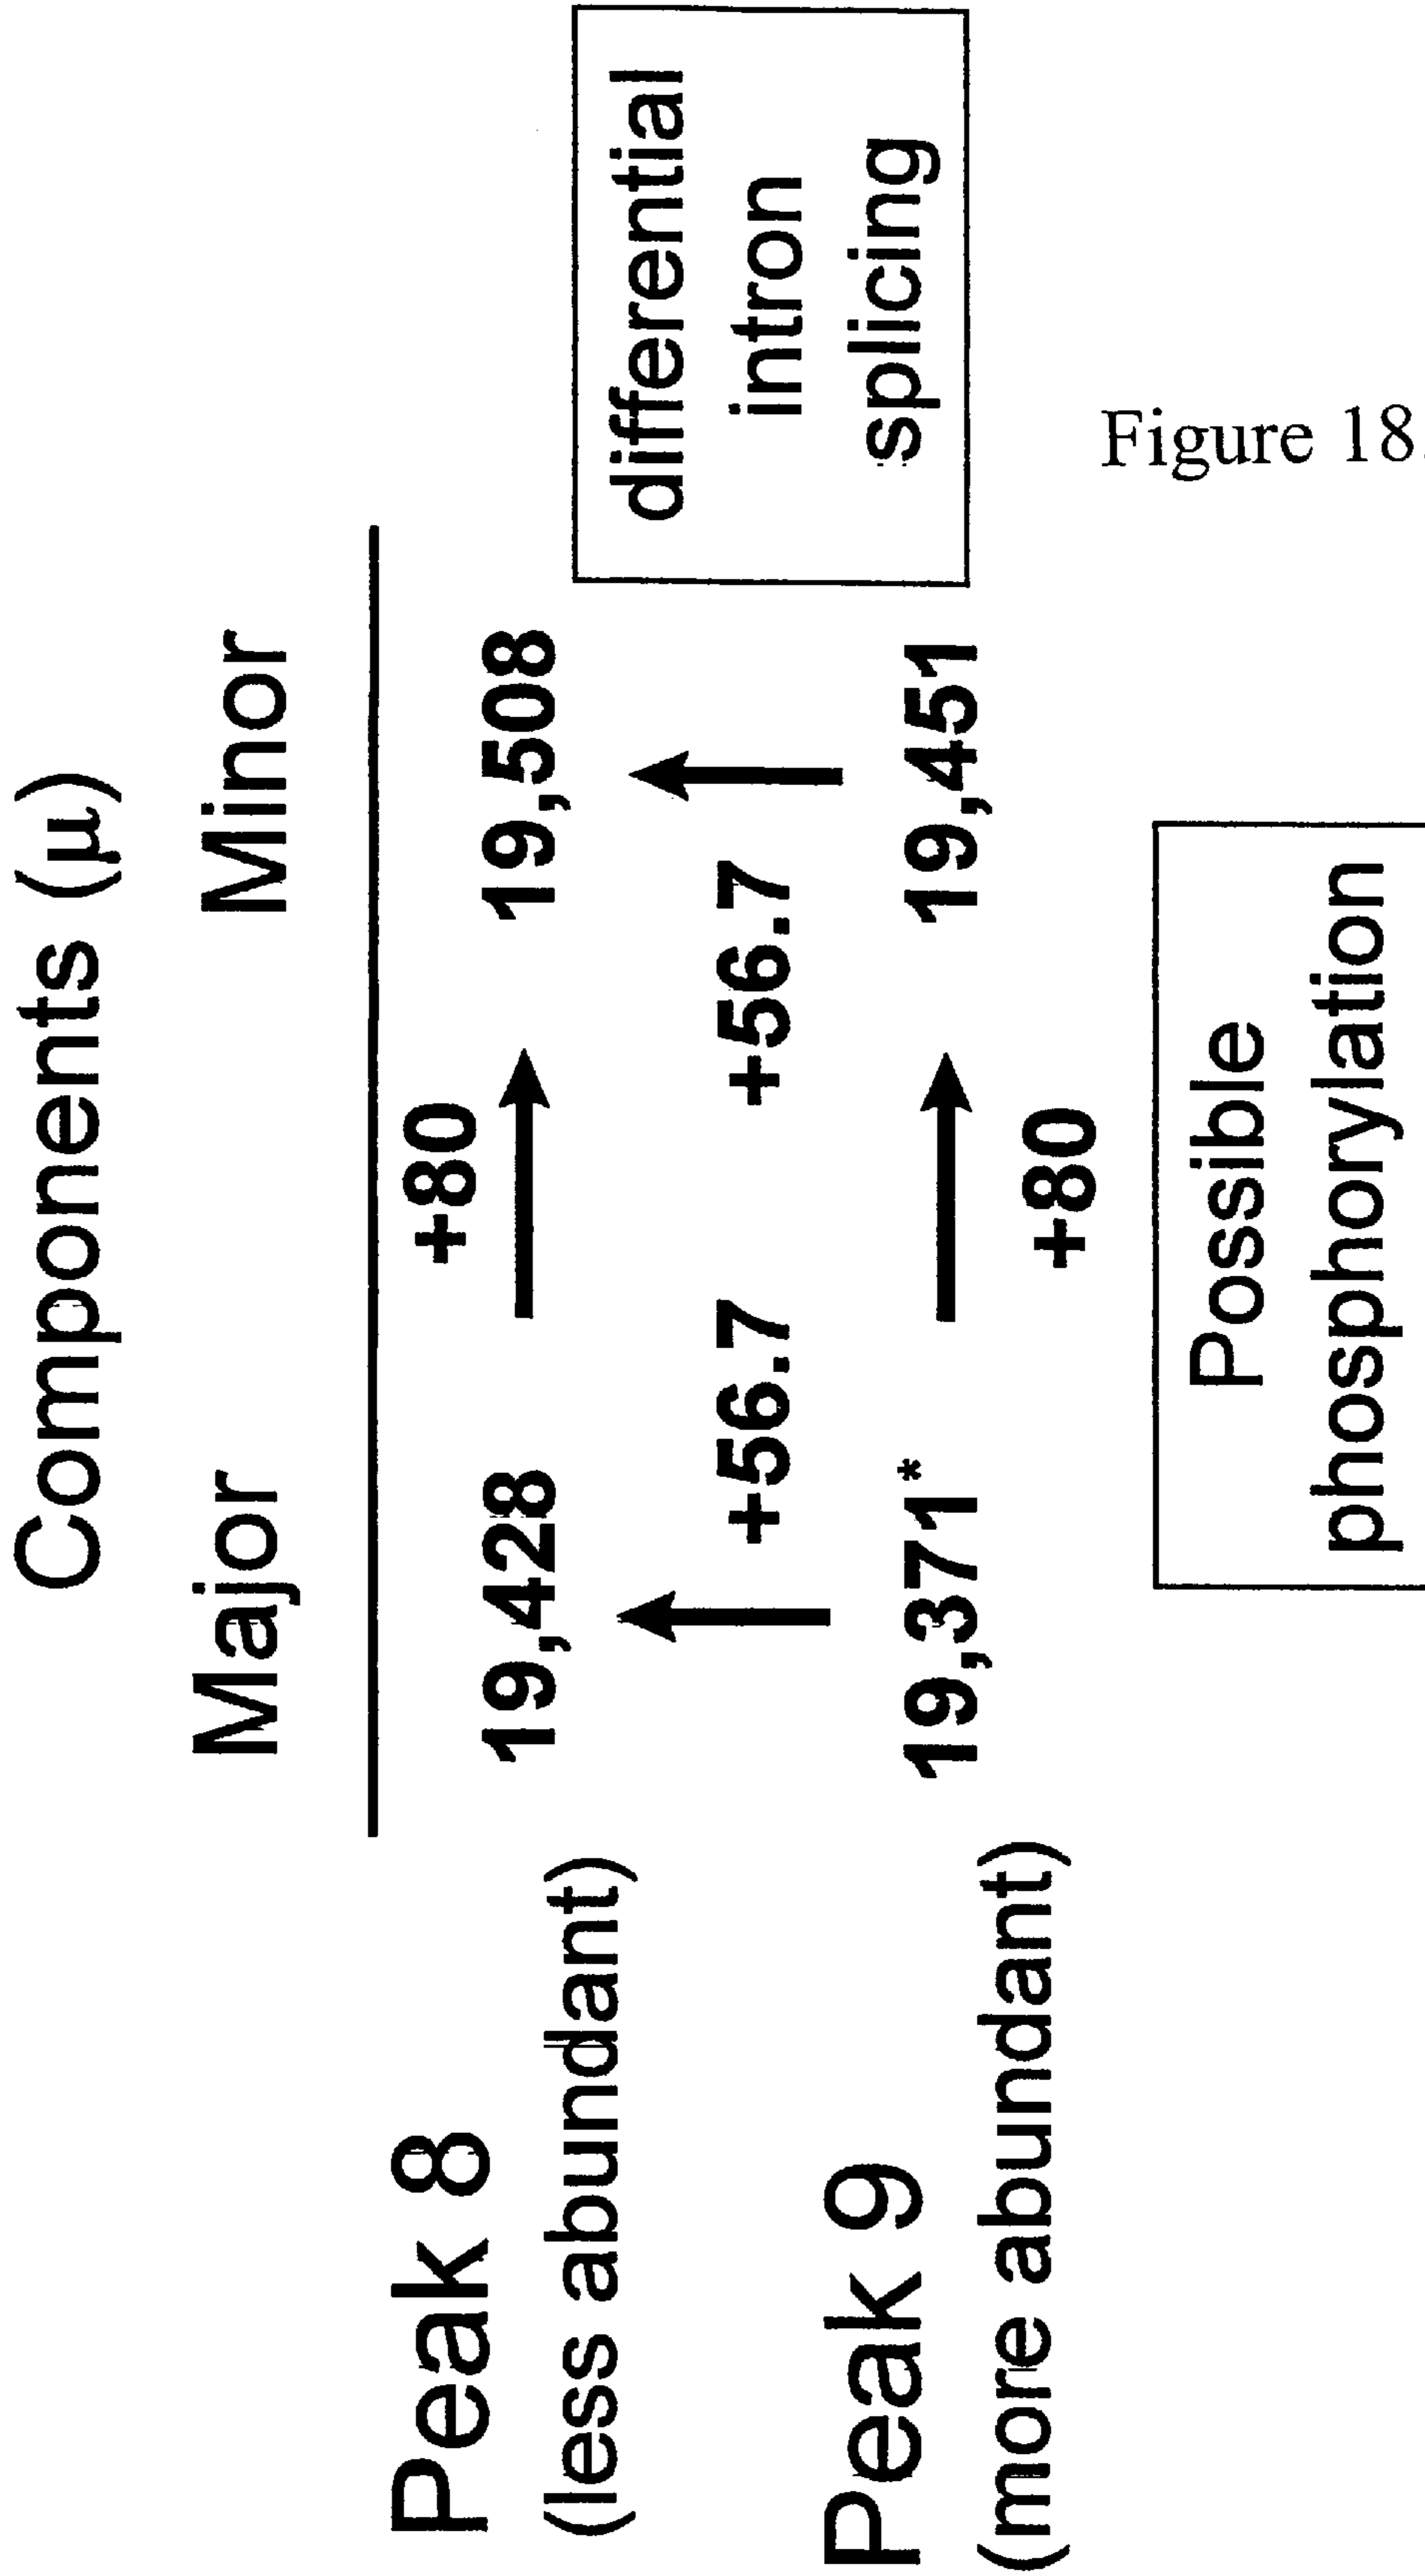 Components (μ)
Major Minor
+80
Peak 8 19,428 19,508
(less abundant)
+56.7 +56.7
Peak 9 19,371* 19,451
(more abundant)
+80
differential
intron
splicing
Possible
phosphorylation
Figure 18.